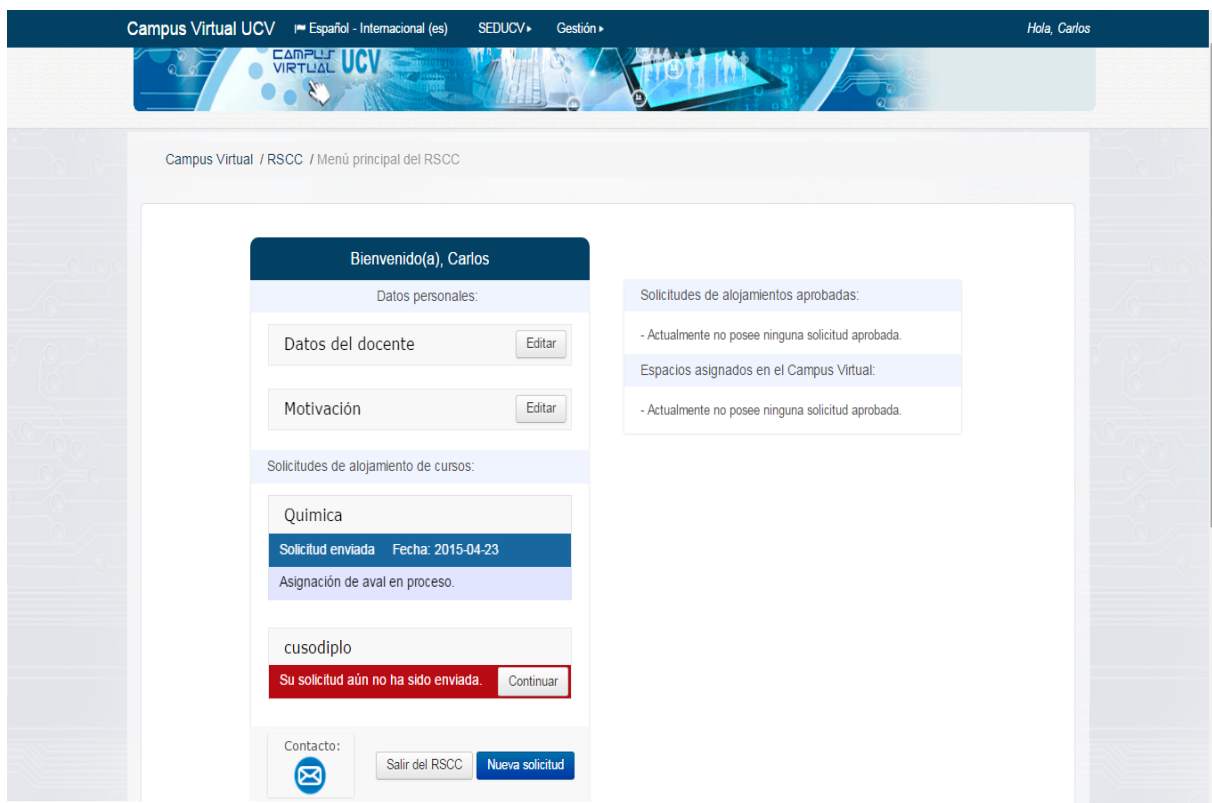 Campus Virtual UCV Español - Internacional (es) SEDUCV Gestión Hola, Carlos
CAMPUS
VIRTUAL UCV
Campus Virtual / RSCC / Menú principal del RSCC
Bienvenido(a), Carlos
Datos personales:
Datos del docente Editar
Motivación Editar
Solicitudes de alojamiento de cursos:
Quimica
Solicitud enviada Fecha: 2015-04-23
Asignación de aval en proceso.
cusodiplo
Su solicitud aún no ha sido enviada. Continuar
Contacto:
Salir del RSCC Nueva solicitud
Solicitudes de alojamientos aprobadas:
- Actualmente no posee ninguna solicitud aprobada.
Espacios asignados en el Campus Virtual:
- Actualmente no posee ninguna solicitud aprobada.